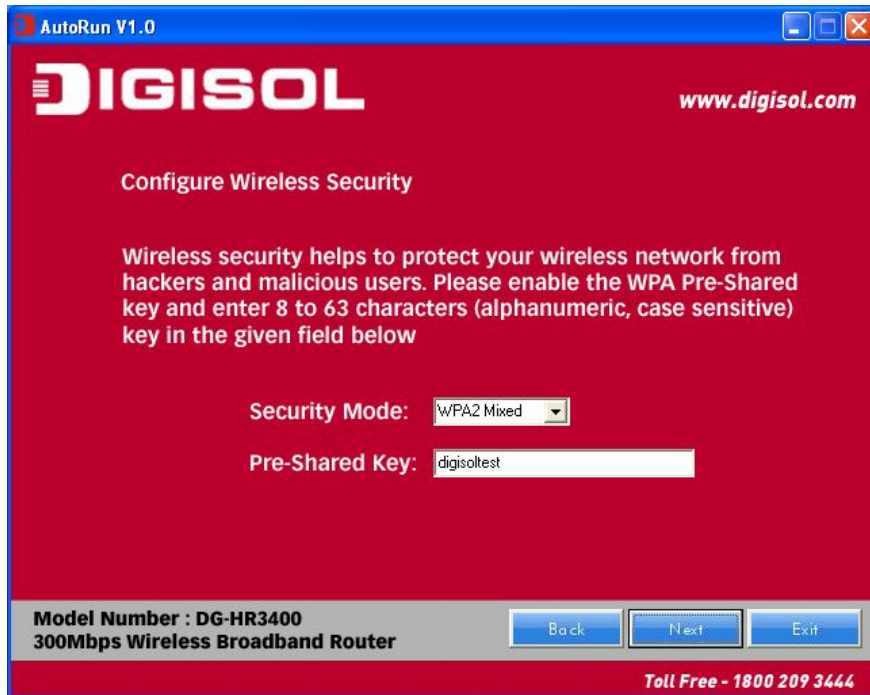 AutoRun V1.0
DIGISOL
www.digisol.com
Configure Wireless Security
Wireless security helps to protect your wireless network from
hackers and malicious users. Please enable the WPA Pre-Shared
key and enter 8 to 63 characters (alphanumeric, case sensitive)
key in the given field below
Security Mode: WPA2 Mixed
Pre-Shared Key: digisoltest
Model Number : DG-HR3400
300Mbps Wireless Broadband Router
Back Next Exit
Toll Free - 1800 209 3444